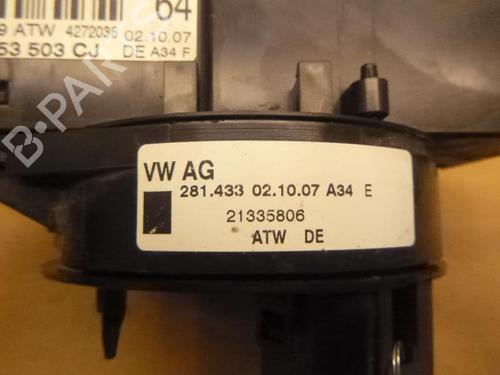 64
9 ATW 4272036 02.10.07
53 503 CJ DE A34 F
B-PARTS
VW AG
281.433 02.10.07 A34 E
21335806
ATW DE